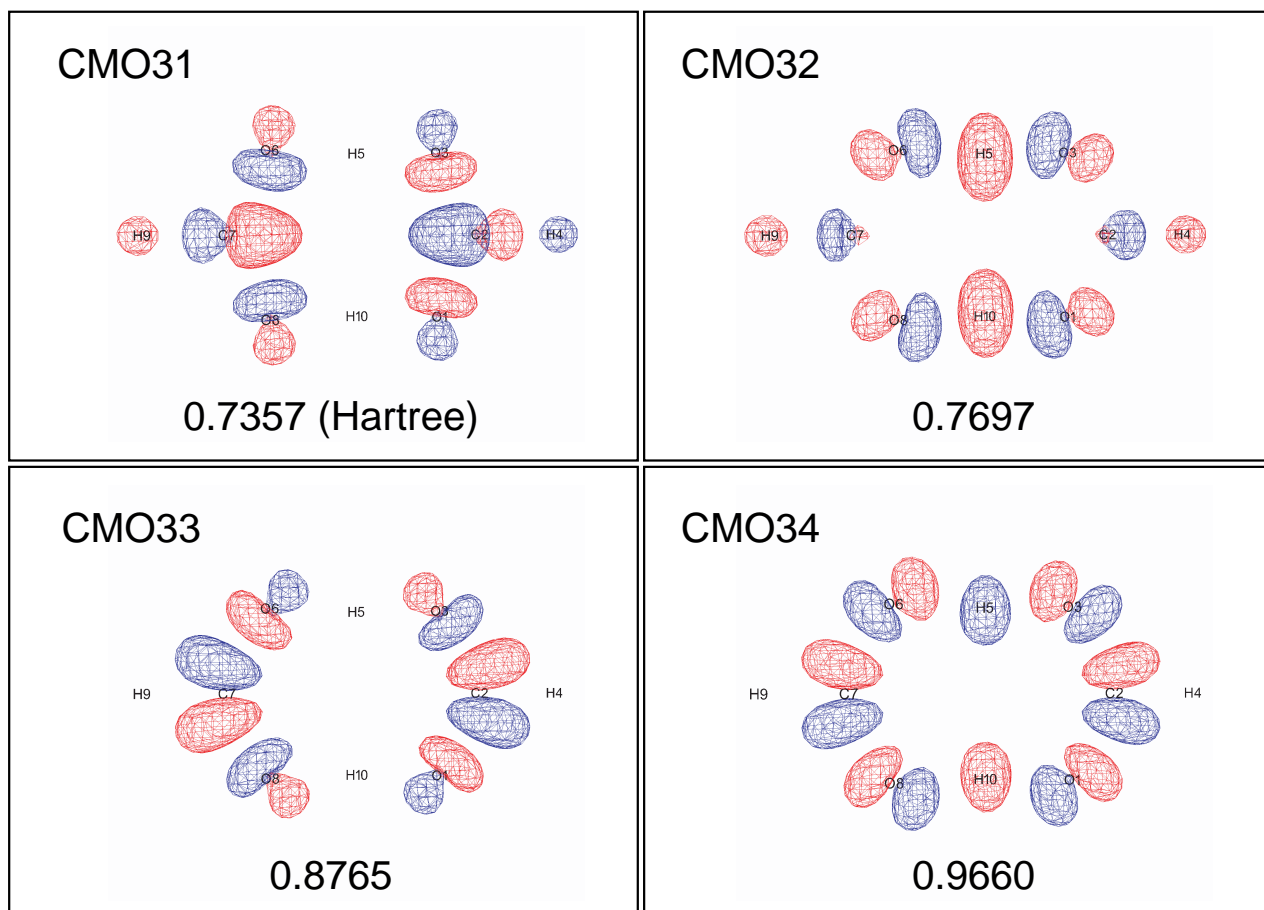 CMO31
O6 H5 O3
H9 C7 C2 H4
O8 H10 O1
0.7357 (Hartree)
CMO32
O6 H5 O3
H9 C7 C2 H4
O8 H10 O1
0.7697
CMO33
O6 H5 O3
H9 C7 C2 H4
O8 H10 O1
0.8765
CMO34
O6 H5 O3
H9 C7 C2 H4
O8 H10 O1
0.9660